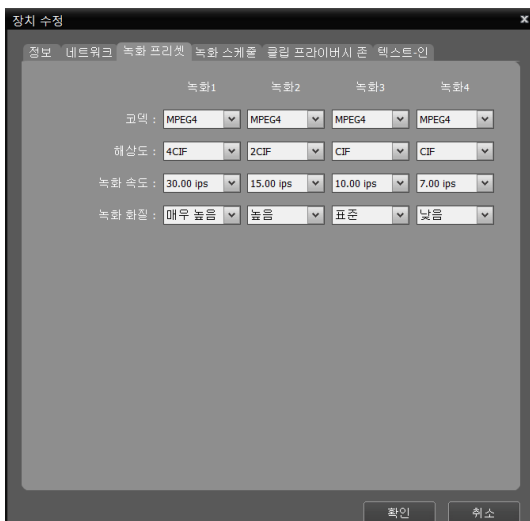 장치 수정 x
정보 네트워크 녹화 프리셋 녹화 스케줄 클립 프라이버시 존 텍스트-인
녹화1 녹화2 녹화3 녹화4
코덱 : MPEG4 MPEG4 MPEG4 MPEG4
해상도 : 4CIF 2CIF CIF CIF
녹화 속도 : 30.00 ips 15.00 ips 10.00 ips 7.00 ips
녹화 화질 : 매우 높음 높음 표준 낮음
확인 취소